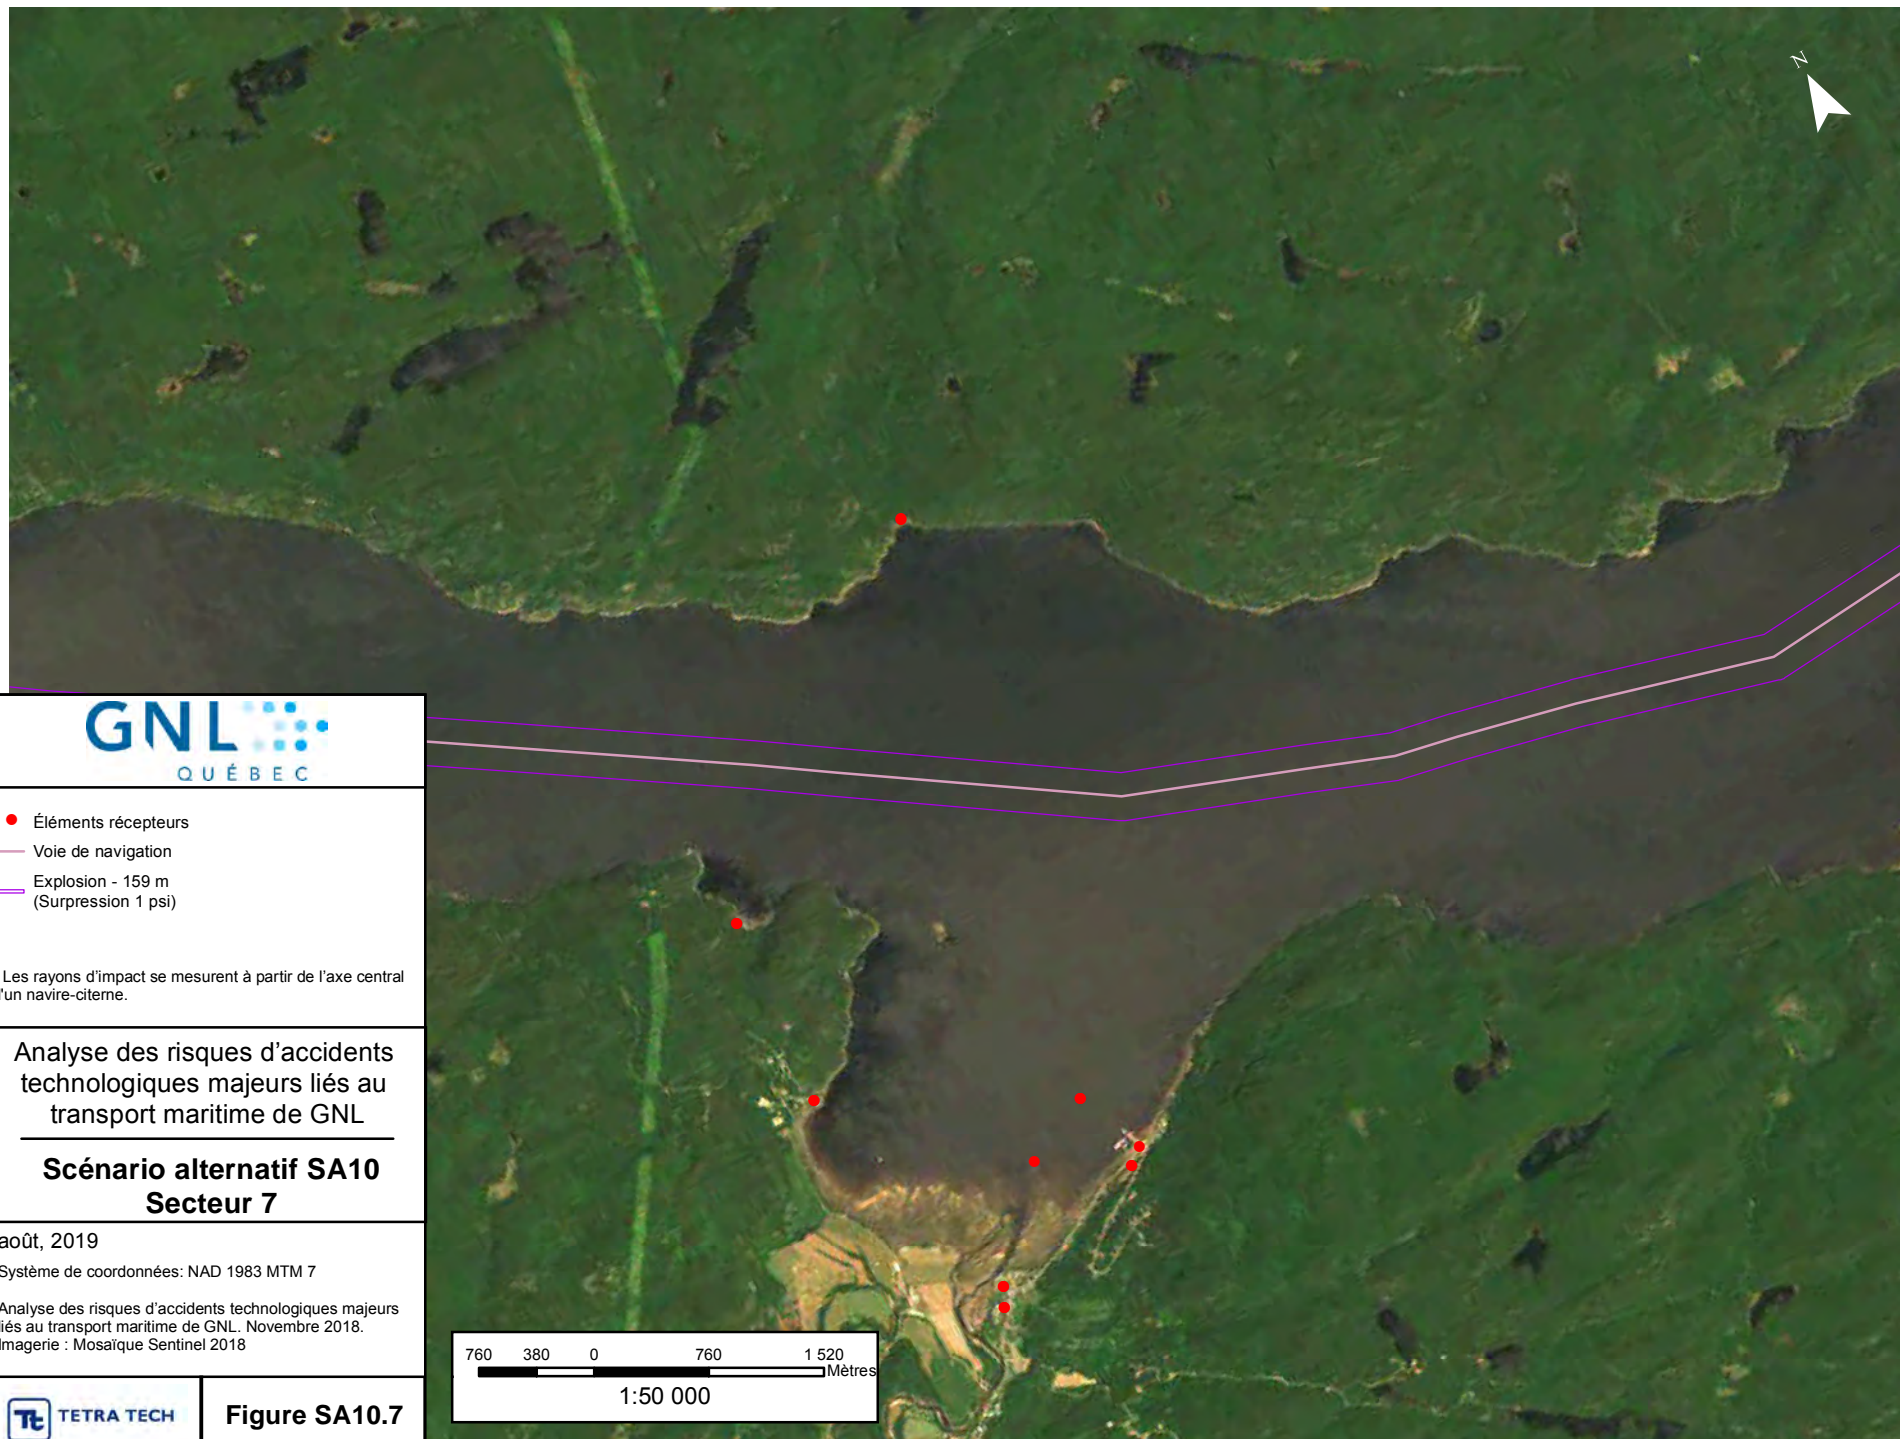 N
GNL
QUÉBEC
Éléments récepteurs
Voie de navigation
Explosion - 159 m
(Surpression 1 psi)
Les rayons d'impact se mesurent à partir de l'axe central
'un navire-citerne.
Analyse des risques d'accidents
technologiques majeurs liés au
transport maritime de GNL
Scénario alternatif SA10
Secteur 7
août, 2019
Système de coordonnées: NAD 1983 MTM 7
Analyse des risques d'accidents technologiques majeurs
liés au transport maritime de GNL. Novembre 2018.
Imagerie : Mosaïque Sentinel 2018
760 380 0 760 1 520
Mètres
1:50 000
Tt TETRA TECH
Figure SA10.7